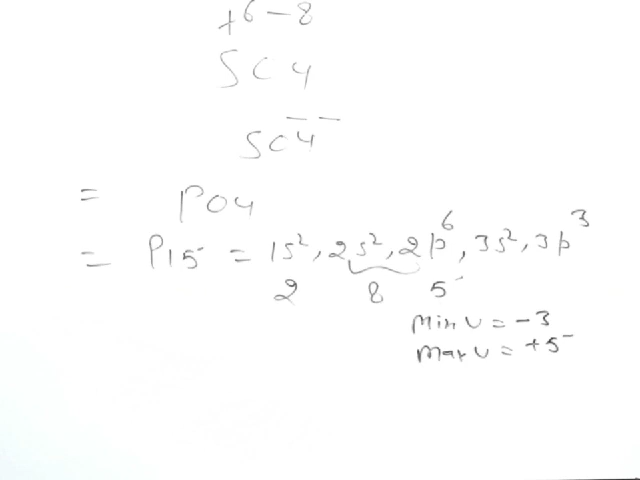 +6-8
SC4
SC4--
= PO4
= P15 = 1s², 2s², 2p⁶, 3s², 3p³
2 8 5
Min V = -3
Max V = +5